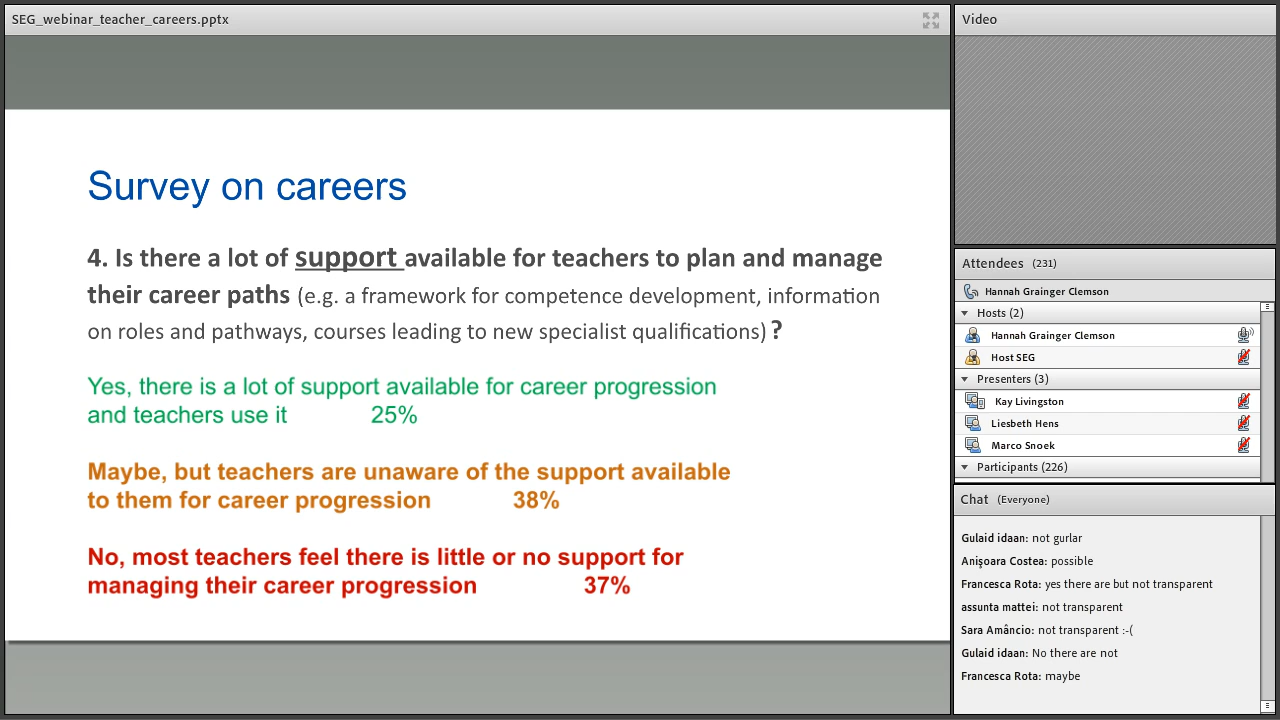 SEG_webinar_teacher_careers.pptx
Survey on careers
4. Is there a lot of support available for teachers to plan and manage
their career paths (e.g. a framework for competence development, information
on roles and pathways, courses leading to new specialist qualifications) ?
Yes, there is a lot of support available for career progression
and teachers use it 25%
Maybe, but teachers are unaware of the support available
to them for career progression 38%
No, most teachers feel there is little or no support for
managing their career progression 37%
Video
Attendees (231)
Hannah Grainger Clemson
Hosts (2)
Hannah Grainger Clemson
Host SEG
Presenters (3)
Kay Livingston
Liesbeth Hens
Marco Snoek
Participants (226)
Chat (Everyone)
Gulaid idaan: not gurlar
Anişoara Costea: possible
Francesca Rota: yes there are but not transparent
assunta mattei: not transparent
Sara Amâncio: not transparent :-(
Gulaid idaan: No there are not
Francesca Rota: maybe